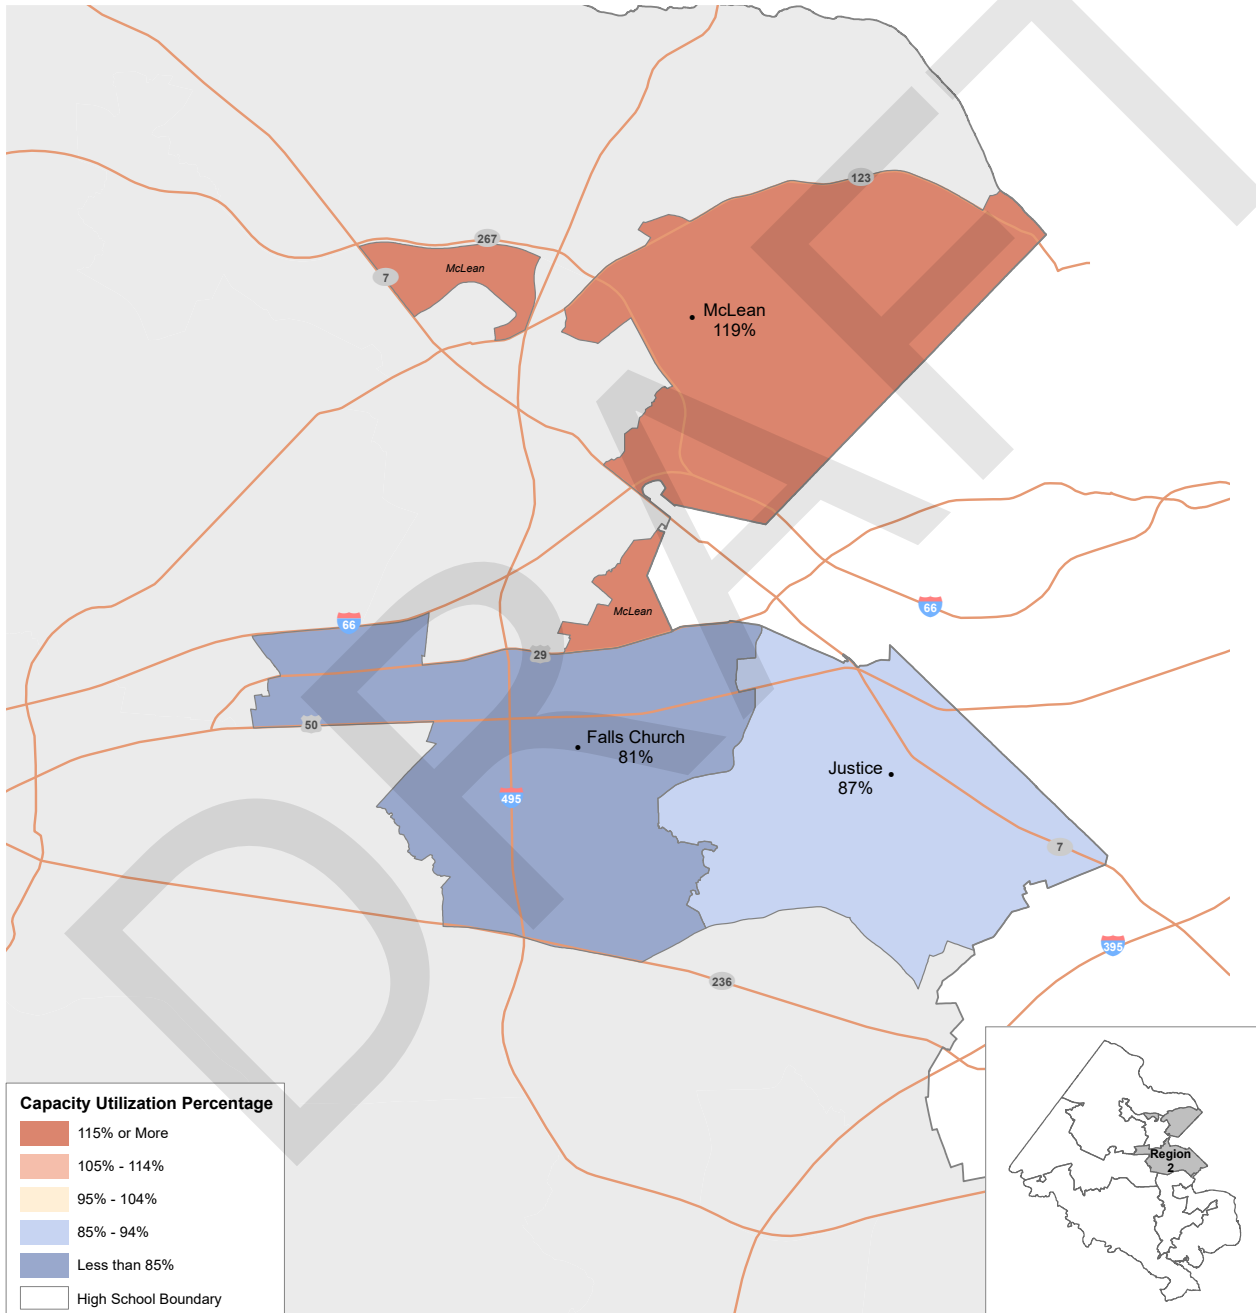 123
267
McLean
7
McLean
119%
66
McLean
66
29
50
Falls Church
81%
Justice
87%
495
7
395
236
DRAFT
Capacity Utilization Percentage
115% or More
105% - 114%
95% - 104%
85% - 94%
Less than 85%
High School Boundary
Region
2